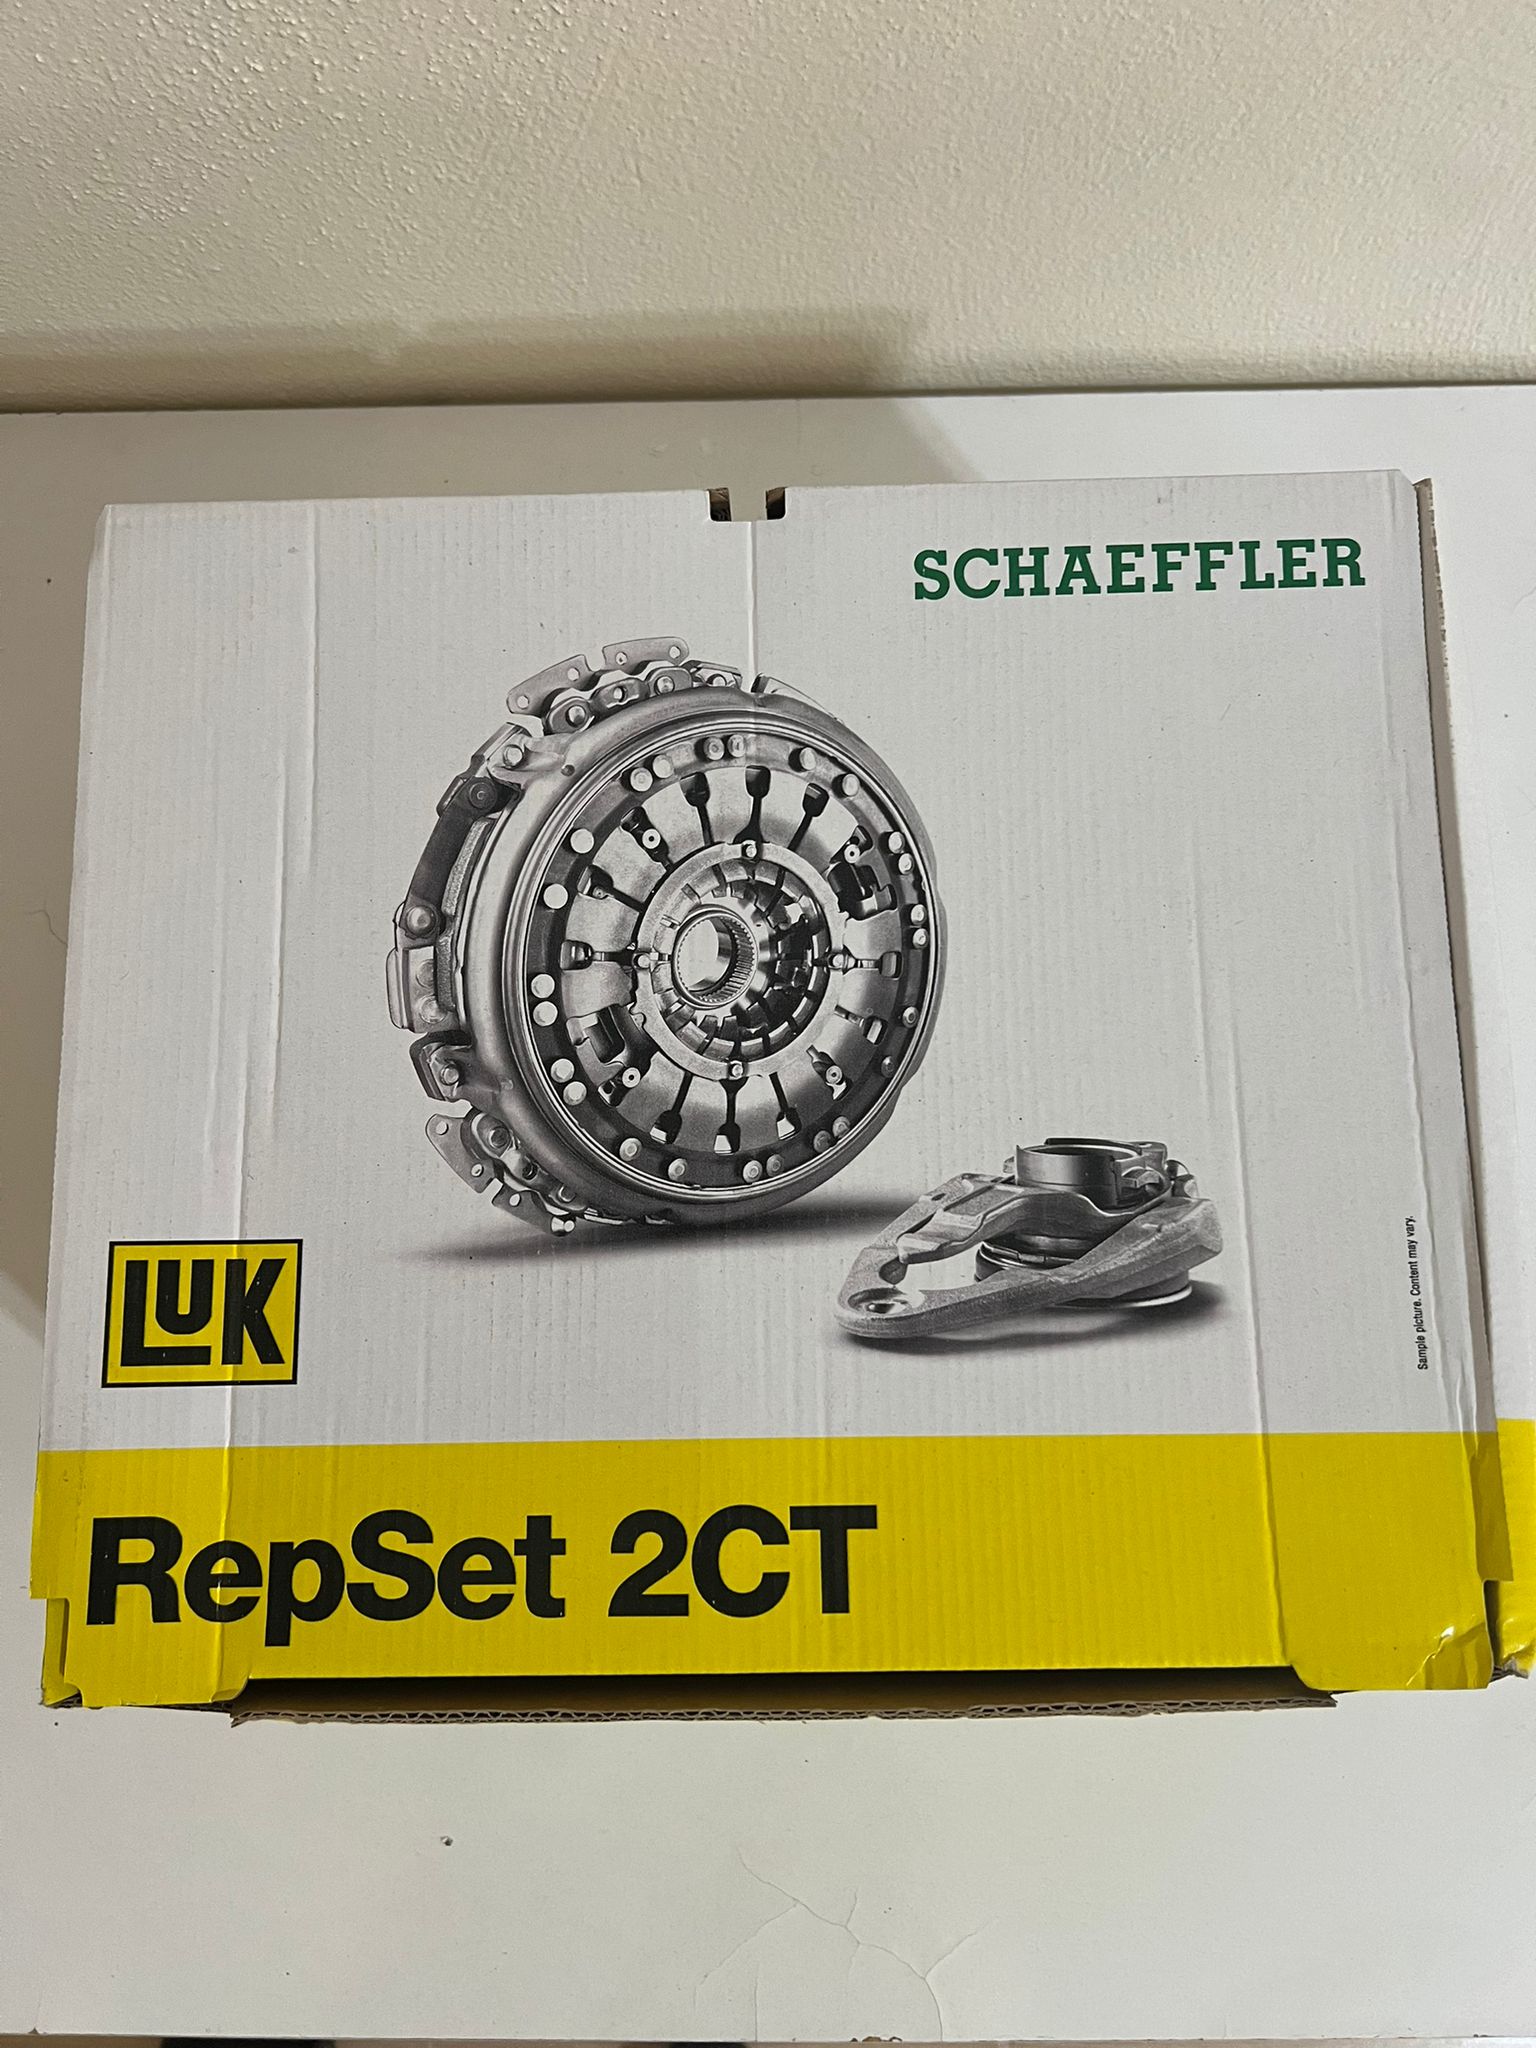 SCHAEFFLER
LUK
Sample picture. Content may vary.
RepSet 2CT